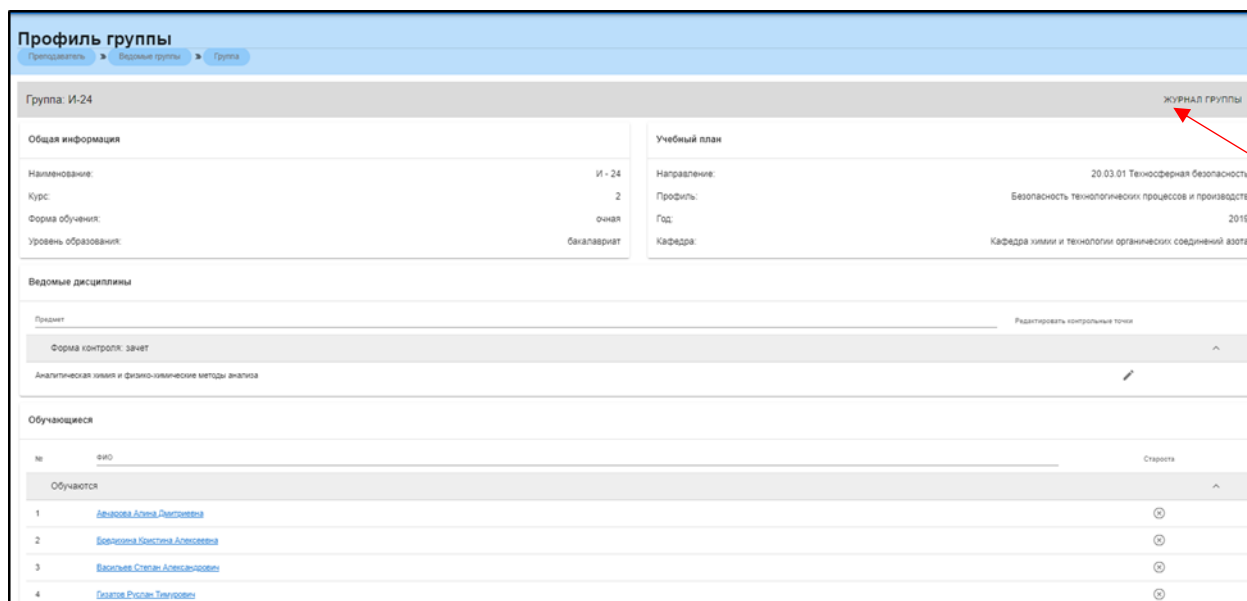 Профиль группы
Преподаватель » Ведомые группы » Группа
Группа: И-24 ЖУРНАЛ ГРУППЫ
Общая информация Учебный план
Наименование: И - 24 Направление: 20.03.01 Техносферная безопасность
Курс: 2 Профиль: Безопасность технологических процессов и производств
Форма обучения: очная Год: 2019
Уровень образования: бакалавриат Кафедра: Кафедра химии и технологии органических соединений азота
Ведомые дисциплины
Предмет Редактировать контрольные точки
Форма контроля: зачет
Аналитическая химия и физико-химические методы анализа
Обучающиеся
№ ФИО Староста
Обучаются
1 Авчарова Алина Дмитриевна
2 Бредихина Кристина Алексеевна
3 Васильев Степан Александрович
4 Гизатов Руслан Тимурович